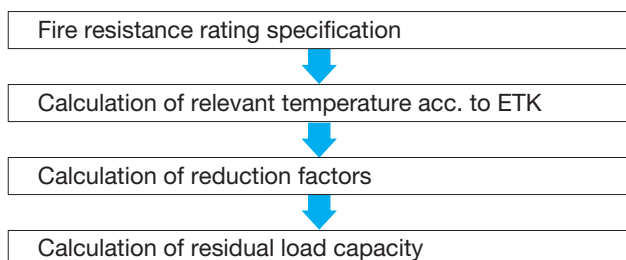 Fire resistance rating specification
Calculation of relevant temperature acc. to ETK
Calculation of reduction factors
Calculation of residual load capacity